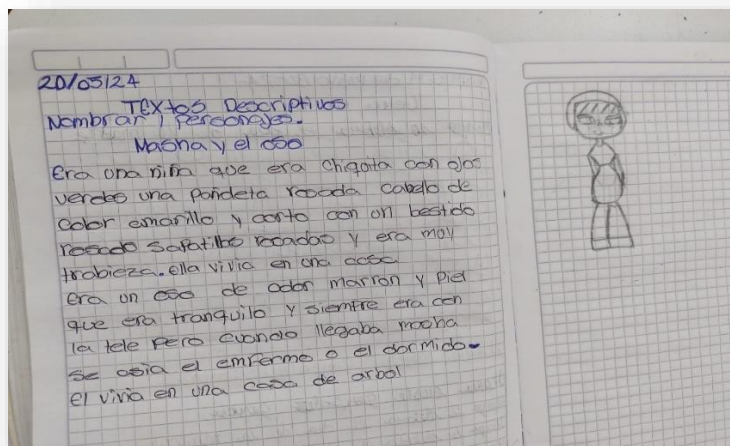 20/05/24
Textos Descriptivos
Nombrar 1 Personajes.
Masha y el oso
Era una niña que era chiquita con ojos
verdes una pañoleta rosada cabello de
color amarillo y corto con un bestido
rosado sapatillo rosados y era muy
trabieza. ella vivia en una casa
era un oso de color marron y piel
que era tranquilo y siempre era con
la tele pero cuando llegaba masha
se asia el emfermo o el dormido.
el vivia en una casa de arbol